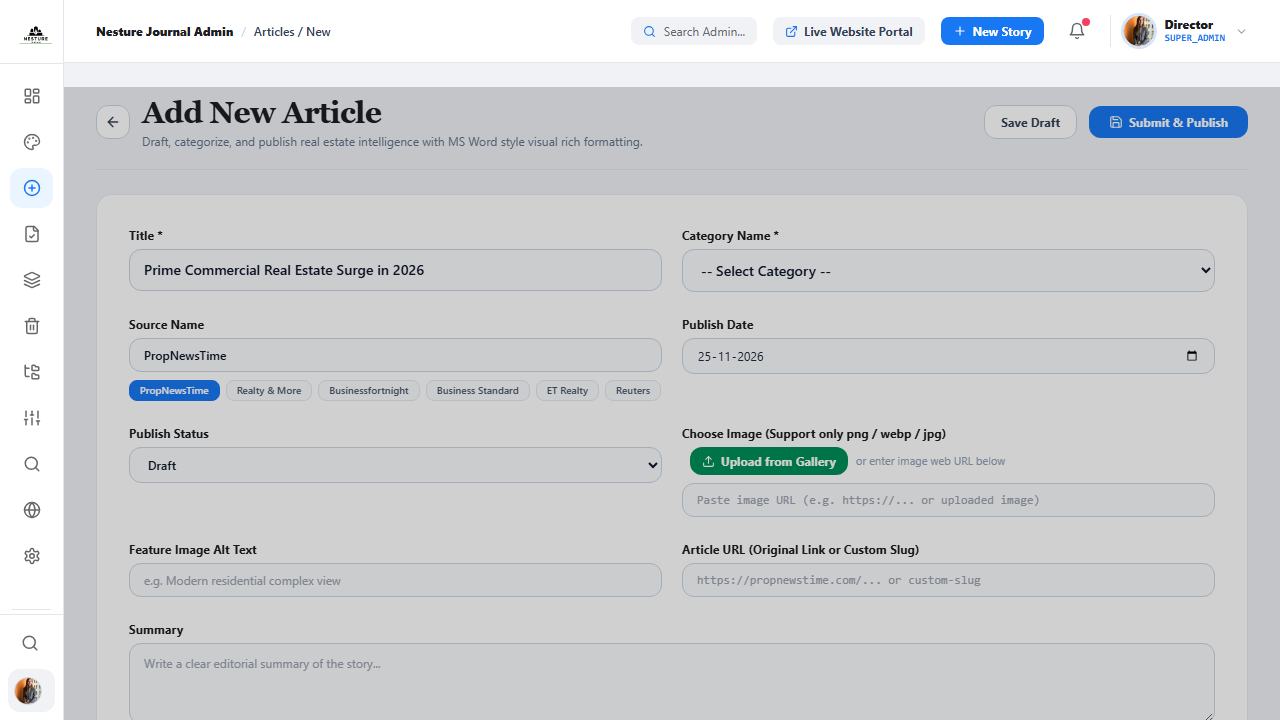 NESTURE
Nesture Journal Admin / Articles / New
Search Admin...
Live Website Portal
New Story
Director
SUPER_ADMIN
Add New Article
Draft, categorize, and publish real estate intelligence with MS Word style visual rich formatting.
Save Draft
Submit & Publish
Title *
Prime Commercial Real Estate Surge in 2026
Category Name *
-- Select Category --
Source Name
PropNewsTime
PropNewsTime Realty & More Businessfortnight Business Standard ET Realty Reuters
Publish Date
25-11-2026
Publish Status
Draft
Choose Image (Support only png / webp / jpg)
Upload from Gallery or enter image web URL below
Paste image URL (e.g. https://... or uploaded image)
Feature Image Alt Text
e.g. Modern residential complex view
Article URL (Original Link or Custom Slug)
https://propnewstime.com/... or custom-slug
Summary
Write a clear editorial summary of the story...